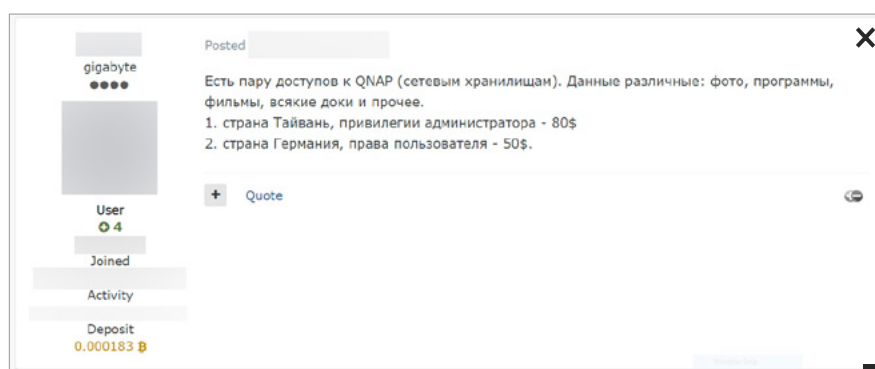 Posted
gigabyte
Есть пару доступов к QNAP (сетевым хранилищам). Данные различные: фото, программы,
фильмы, всякие доки и прочее.
1. страна Тайвань, привилегии администратора - 80$
2. страна Германия, права пользователя - 50$.
+ Quote
User
4
Joined
Activity
Deposit
0.000183 ₿